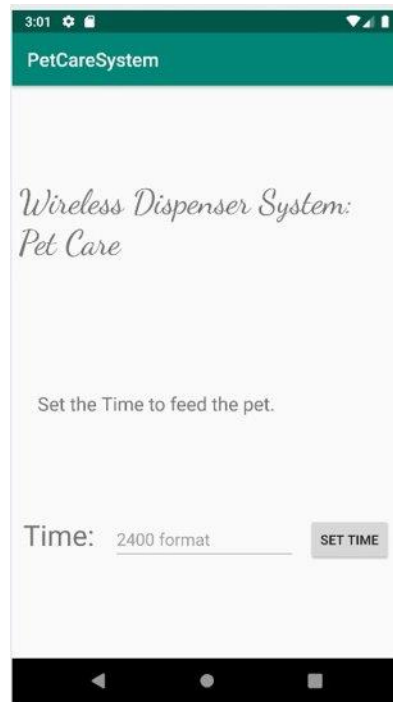 3:01
PetCareSystem
Wireless Dispenser System:
Pet Care
Set the Time to feed the pet.
Time: 2400 format SET TIME